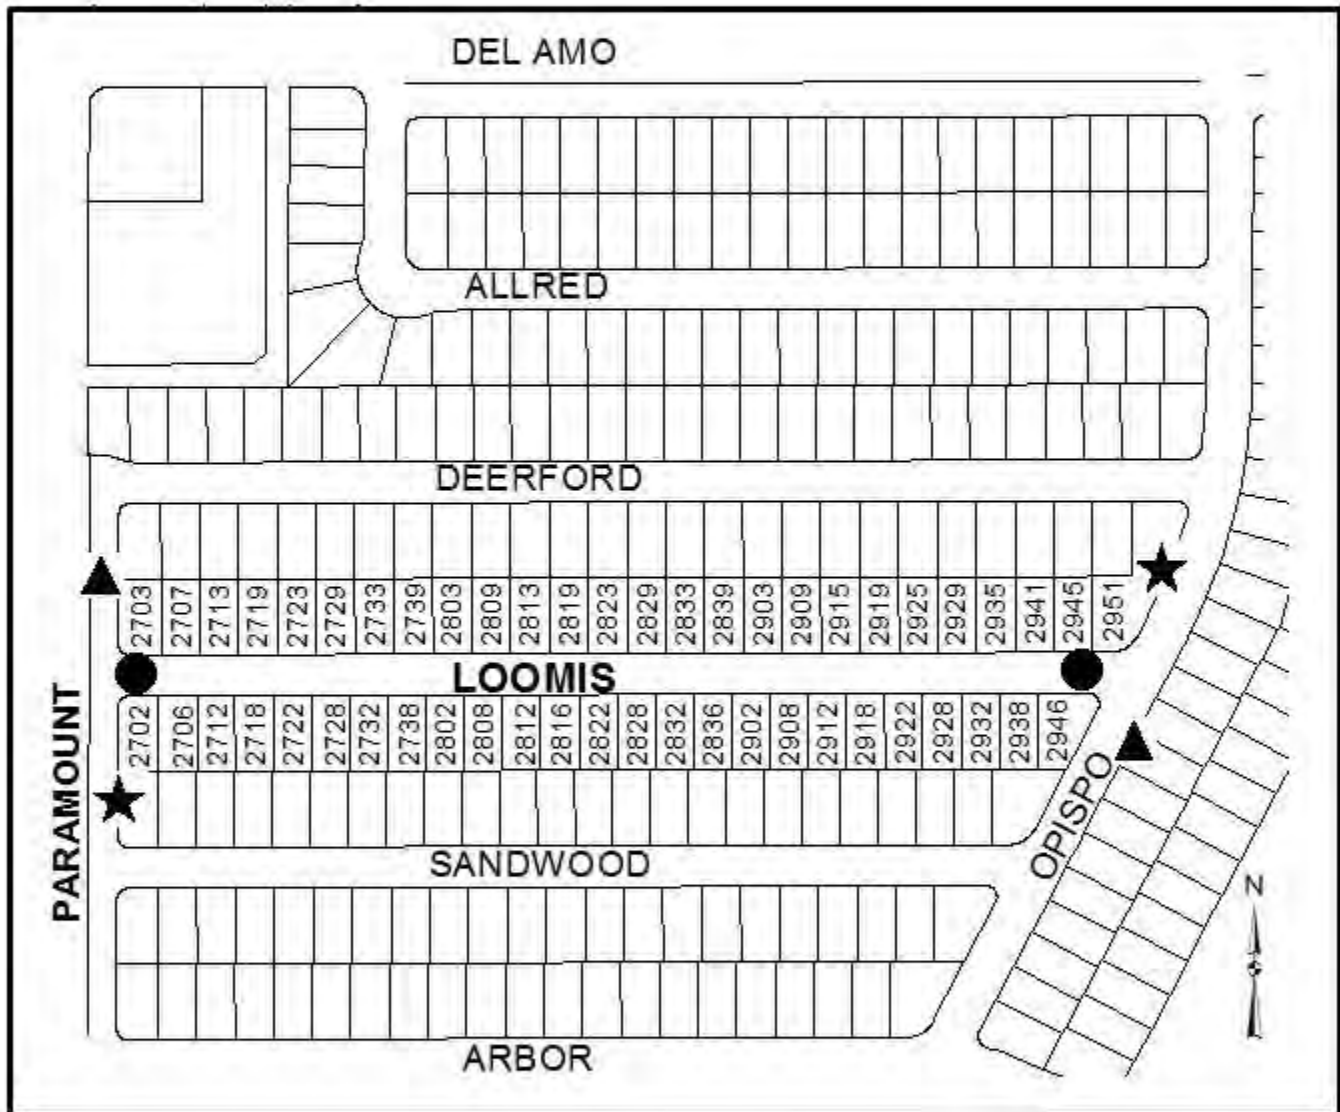 DEL AMO
ALLRED
DEERFORD
2703 2707 2713 2719 2723 2729 2733 2739 2803 2809 2813 2819 2823 2829 2833 2839 2903 2909 2915 2919 2925 2929 2935 2941 2945 2951
LOOMIS
2702 2706 2712 2718 2722 2728 2732 2738 2802 2808 2812 2816 2822 2828 2832 2836 2902 2908 2912 2918 2922 2928 2932 2938 2946
PARAMOUNT
OPISPO
SANDWOOD
N
ARBOR